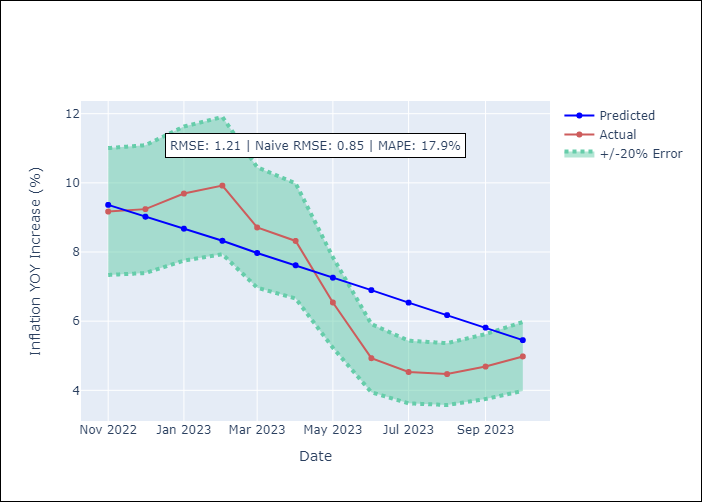 12
10
8
6
4
Inflation YOY Increase (%)
RMSE: 1.21 | Naive RMSE: 0.85 | MAPE: 17.9%
Predicted
Actual
+/-20% Error
Nov 2022
Jan 2023
Mar 2023
May 2023
Jul 2023
Sep 2023
Date